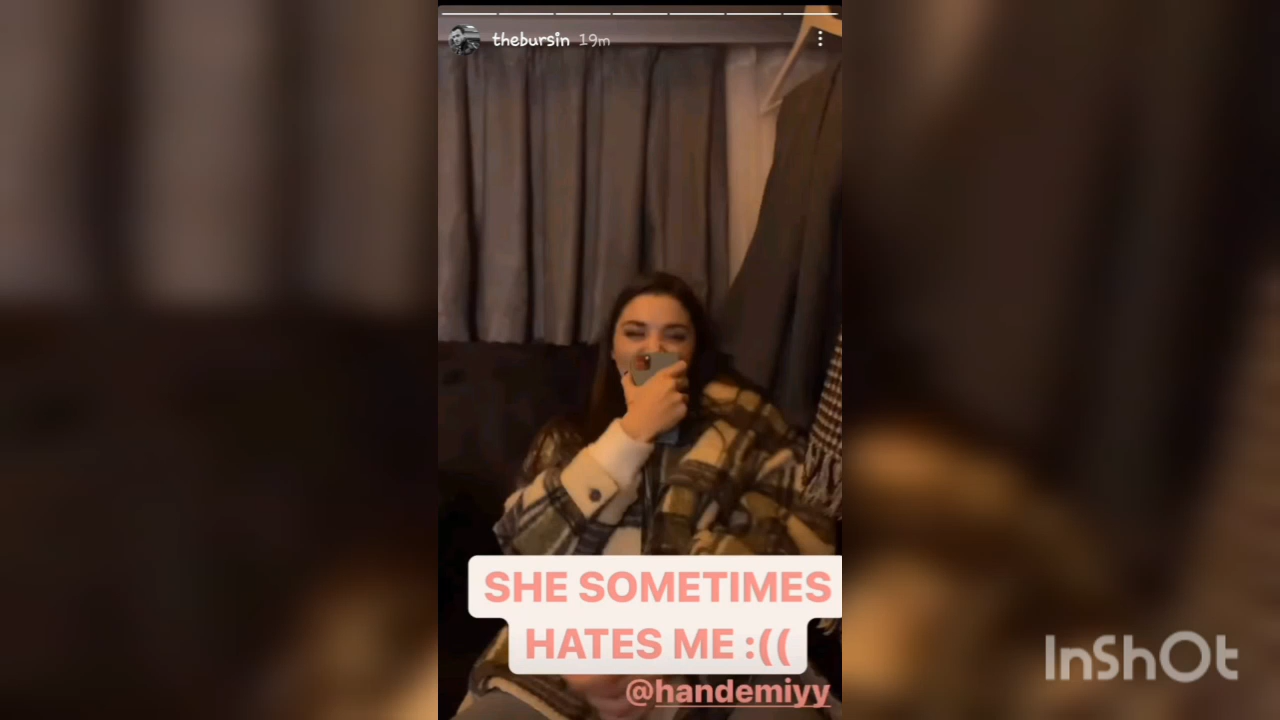 thebursin 19m
SHE SOMETIMES
HATES ME :((
@handemiyy
InShOt